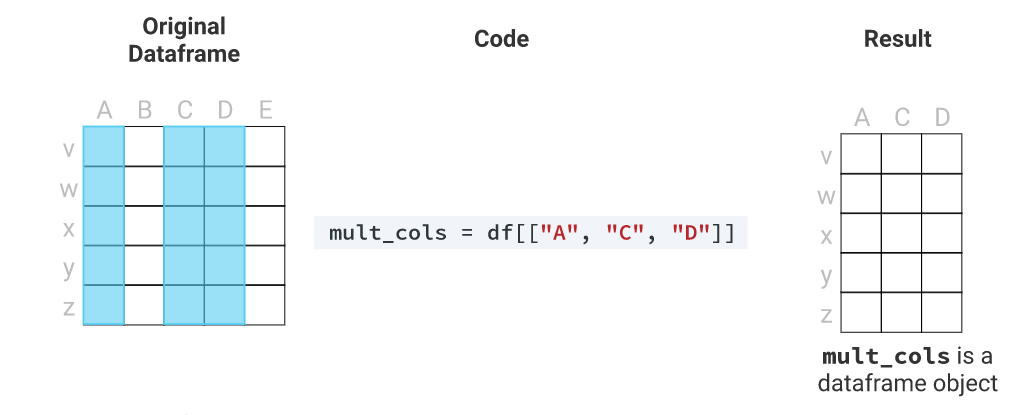 Original
Dataframe
Code
Result
A B C D E
v
w
x
y
z
mult_cols = df[["A", "C", "D"]]
A C D
v
w
x
y
z
mult_cols is a
dataframe object